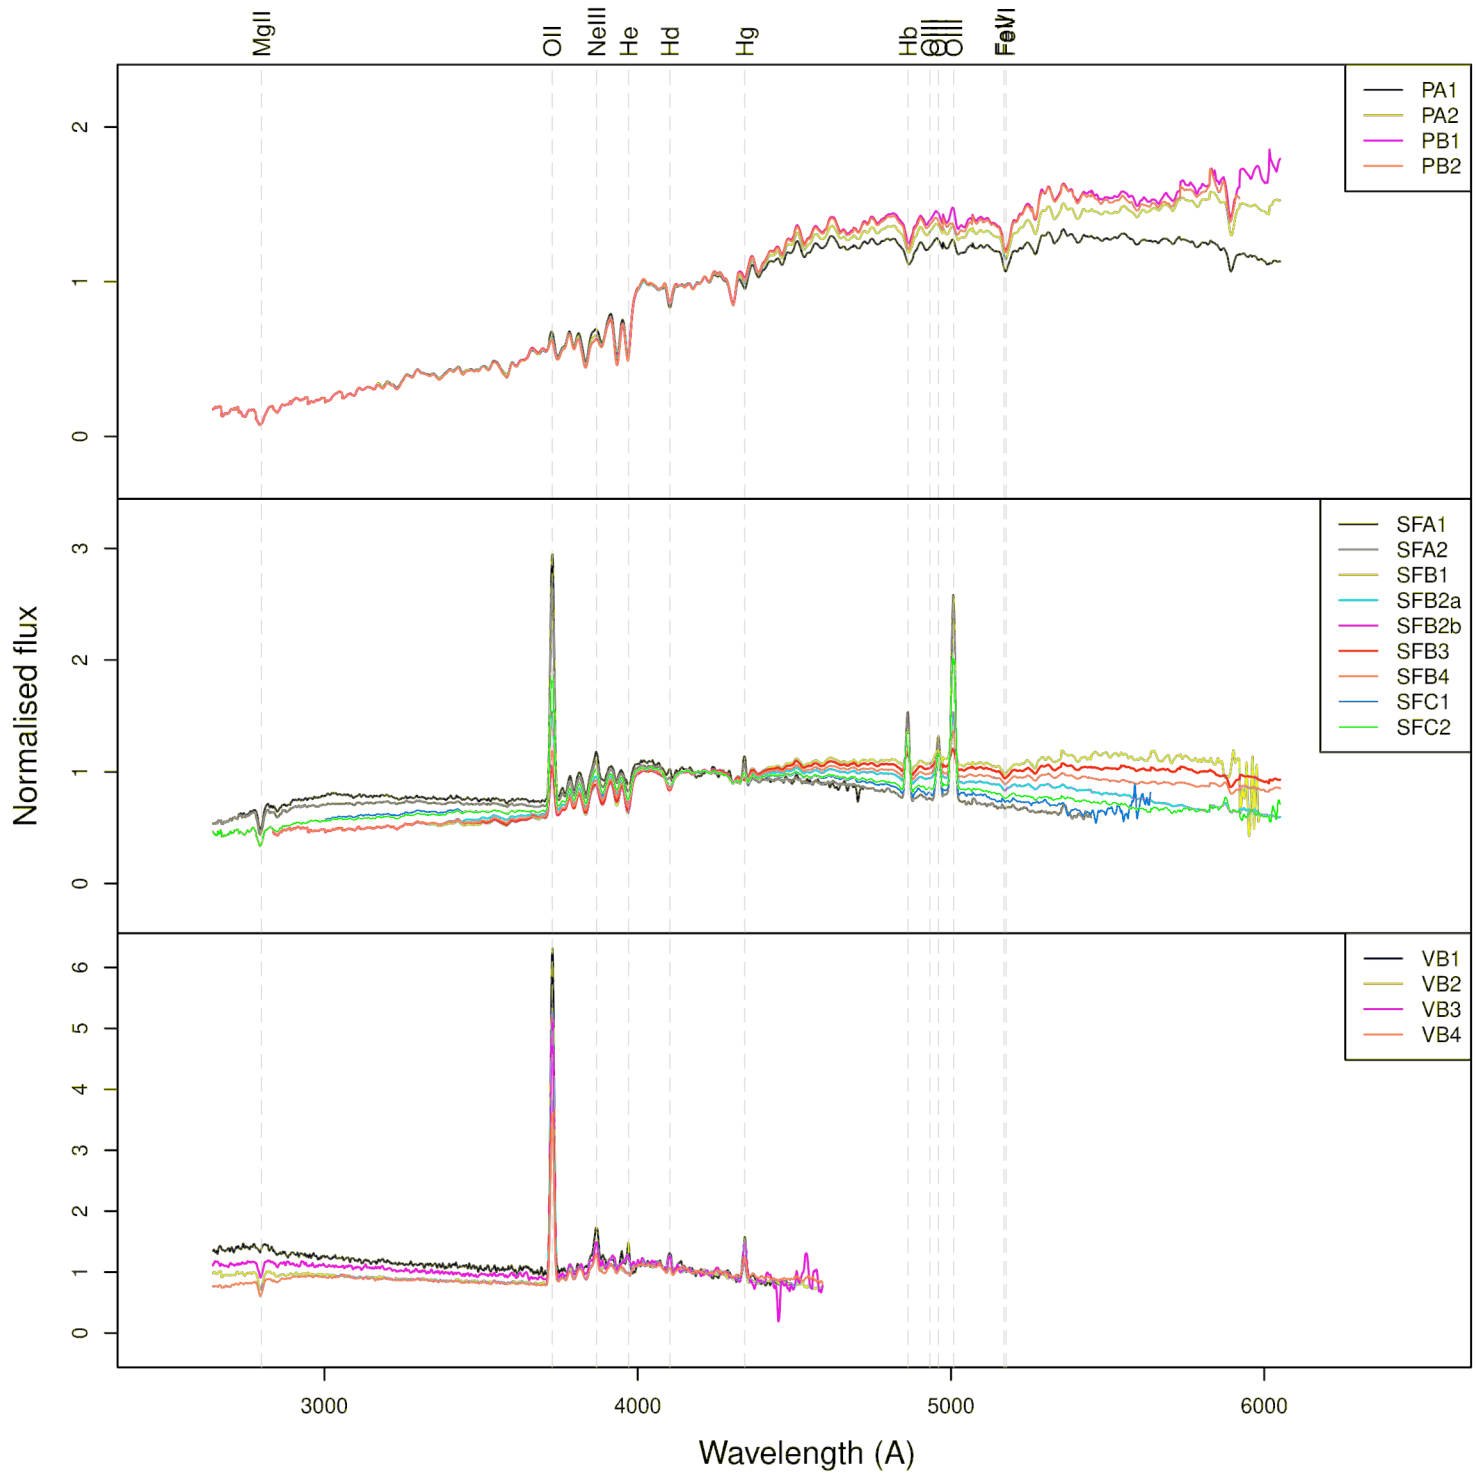 MgII OII NeIII He Hd Hg Hb OIII OIII OIII FeVI
PA1
PA2
PB1
PB2
2
1
0
SFA1
SFA2
SFB1
SFB2a
SFB2b
SFB3
SFB4
SFC1
SFC2
3
2
1
0
Normalised flux
VB1
VB2
VB3
VB4
6
5
4
3
2
1
0
3000 4000 5000 6000
Wavelength (A)